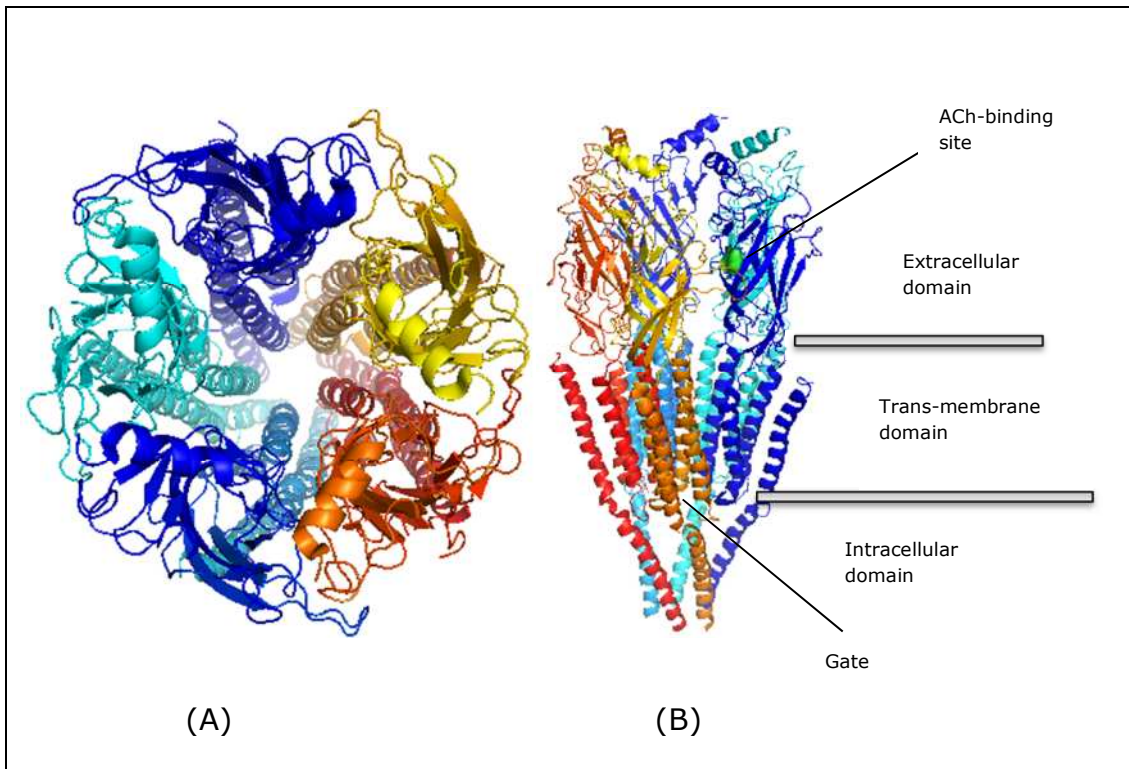 ACh-binding
site
Extracellular
domain
Trans-membrane
domain
Intracellular
domain
Gate
(A)
(B)